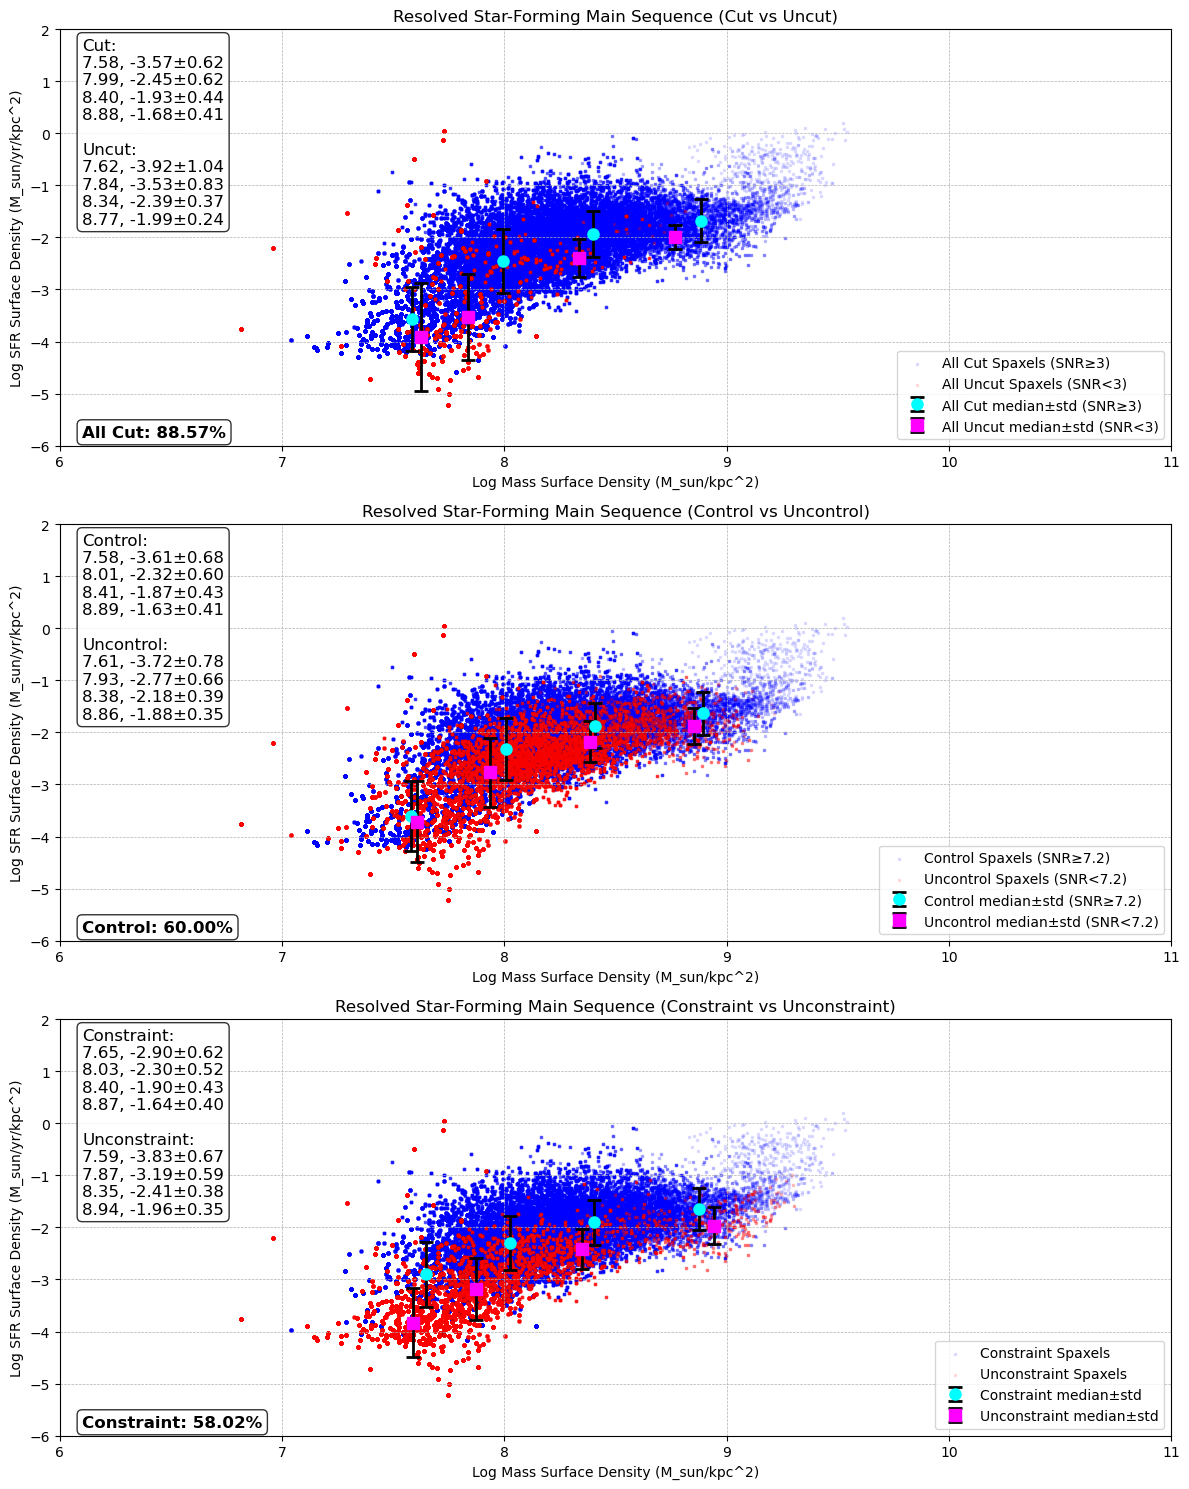 Resolved Star-Forming Main Sequence (Cut vs Uncut)
2
1
0
−1
−2
−3
−4
−5
−6
Log SFR Surface Density (M_sun/yr/kpc^2)
Cut:
7.58, -3.57±0.62
7.99, -2.45±0.62
8.40, -1.93±0.44
8.88, -1.68±0.41
Uncut:
7.62, -3.92±1.04
7.84, -3.53±0.83
8.34, -2.39±0.37
8.77, -1.99±0.24
All Cut: 88.57%
All Cut Spaxels (SNR≥3)
All Uncut Spaxels (SNR<3)
All Cut median±std (SNR≥3)
All Uncut median±std (SNR<3)
6 7 8 9 10 11
Log Mass Surface Density (M_sun/kpc^2)
Resolved Star-Forming Main Sequence (Control vs Uncontrol)
2
1
0
−1
−2
−3
−4
−5
−6
Log SFR Surface Density (M_sun/yr/kpc^2)
Control:
7.58, -3.61±0.68
8.01, -2.32±0.60
8.41, -1.87±0.43
8.89, -1.63±0.41
Uncontrol:
7.61, -3.72±0.78
7.93, -2.77±0.66
8.38, -2.18±0.39
8.86, -1.88±0.35
Control: 60.00%
Control Spaxels (SNR≥7.2)
Uncontrol Spaxels (SNR<7.2)
Control median±std (SNR≥7.2)
Uncontrol median±std (SNR<7.2)
6 7 8 9 10 11
Log Mass Surface Density (M_sun/kpc^2)
Resolved Star-Forming Main Sequence (Constraint vs Unconstraint)
2
1
0
−1
−2
−3
−4
−5
−6
Log SFR Surface Density (M_sun/yr/kpc^2)
Constraint:
7.65, -2.90±0.62
8.03, -2.30±0.52
8.40, -1.90±0.43
8.87, -1.64±0.40
Unconstraint:
7.59, -3.83±0.67
7.87, -3.19±0.59
8.35, -2.41±0.38
8.94, -1.96±0.35
Constraint: 58.02%
Constraint Spaxels
Unconstraint Spaxels
Constraint median±std
Unconstraint median±std
6 7 8 9 10 11
Log Mass Surface Density (M_sun/kpc^2)